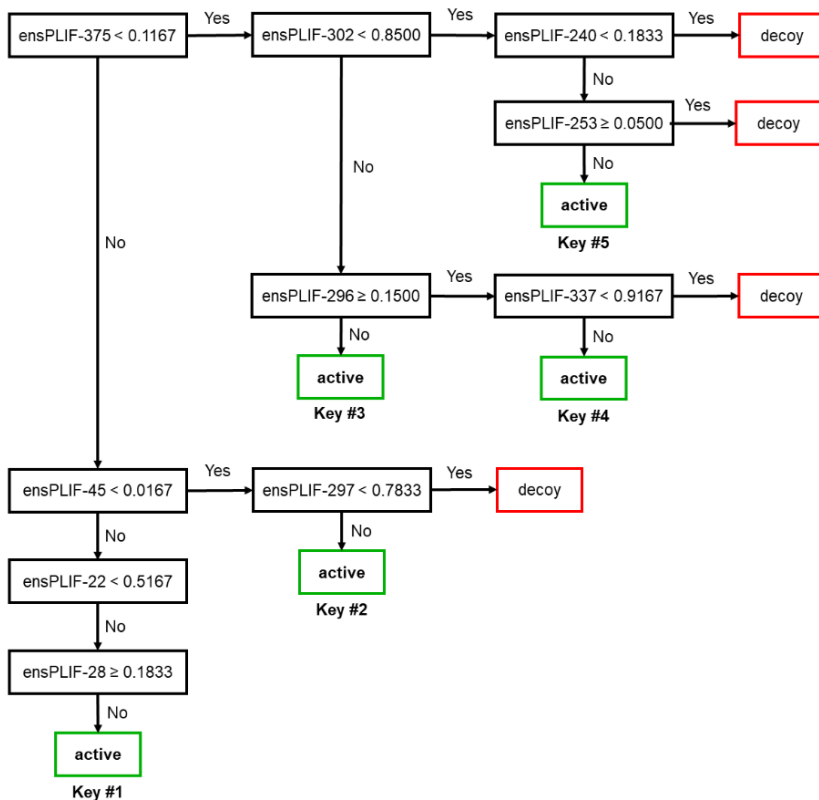 ensPLIF-375 < 0.1167
Yes
ensPLIF-302 < 0.8500
Yes
ensPLIF-240 < 0.1833
Yes
decoy
No
ensPLIF-253 ≥ 0.0500
Yes
decoy
No
active
Key #5
No
No
ensPLIF-296 ≥ 0.1500
Yes
ensPLIF-337 < 0.9167
Yes
decoy
No
active
Key #3
No
active
Key #4
ensPLIF-45 < 0.0167
Yes
ensPLIF-297 < 0.7833
Yes
decoy
No
active
Key #2
No
ensPLIF-22 < 0.5167
No
ensPLIF-28 ≥ 0.1833
No
active
Key #1